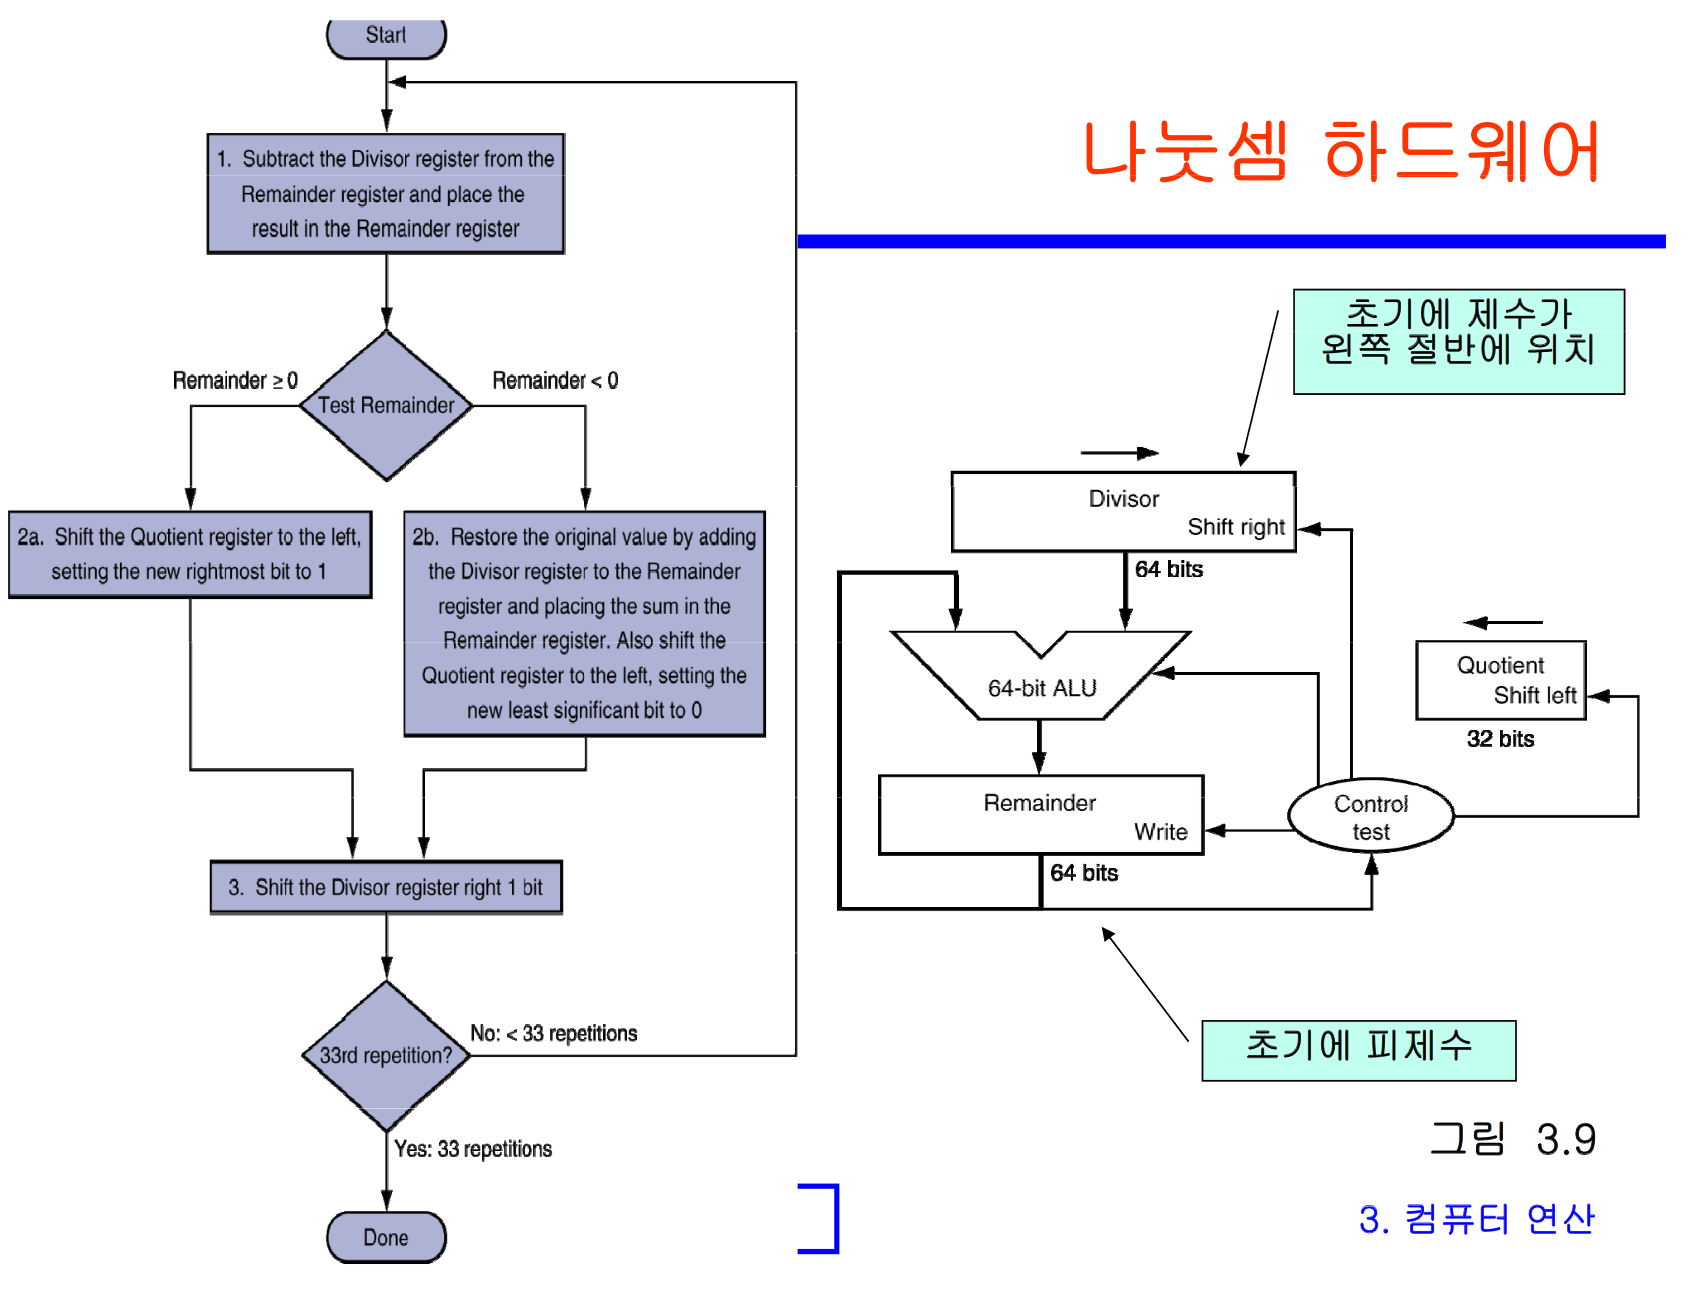 Start
1. Subtract the Divisor register from the
Remainder register and place the
result in the Remainder register
Remainder ≥ 0
Remainder < 0
Test Remainder
2a. Shift the Quotient register to the left,
setting the new rightmost bit to 1
2b. Restore the original value by adding
the Divisor register to the Remainder
register and placing the sum in the
Remainder register. Also shift the
Quotient register to the left, setting the
new least significant bit to 0
3. Shift the Divisor register right 1 bit
33rd repetition?
No: < 33 repetitions
Yes: 33 repetitions
Done
나눗셈 하드웨어
초기에 제수가
왼쪽 절반에 위치
Divisor
Shift right
64 bits
64-bit ALU
Quotient
Shift left
32 bits
Remainder
Write
64 bits
Control
test
초기에 피제수
그림 3.9
3. 컴퓨터 연산